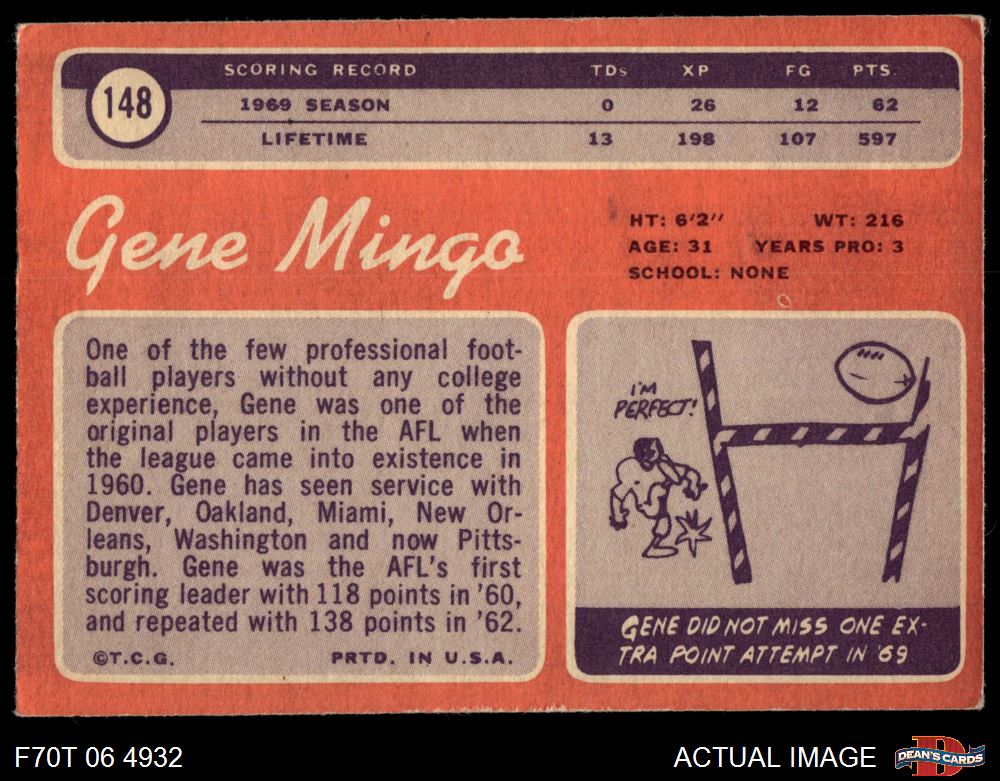 SCORING RECORD TDs XP FG PTS.
148
1969 SEASON 0 26 12 62
LIFETIME 13 198 107 597
Gene Mingo
HT: 6'2" WT: 216
AGE: 31 YEARS PRO: 3
SCHOOL: NONE
One of the few professional foot-
ball players without any college
experience, Gene was one of the
original players in the AFL when
the league came into existence in
1960. Gene has seen service with
Denver, Oakland, Miami, New Or-
leans, Washington and now Pitts-
burgh. Gene was the AFL's first
scoring leader with 118 points in '60,
and repeated with 138 points in '62.
©T.C.G. PRTD. IN U.S.A.
I'M
PERFECT!
GENE DID NOT MISS ONE EX-
TRA POINT ATTEMPT IN '69
F70T 06 4932 ACTUAL IMAGE
D
DEAN'S CARDS